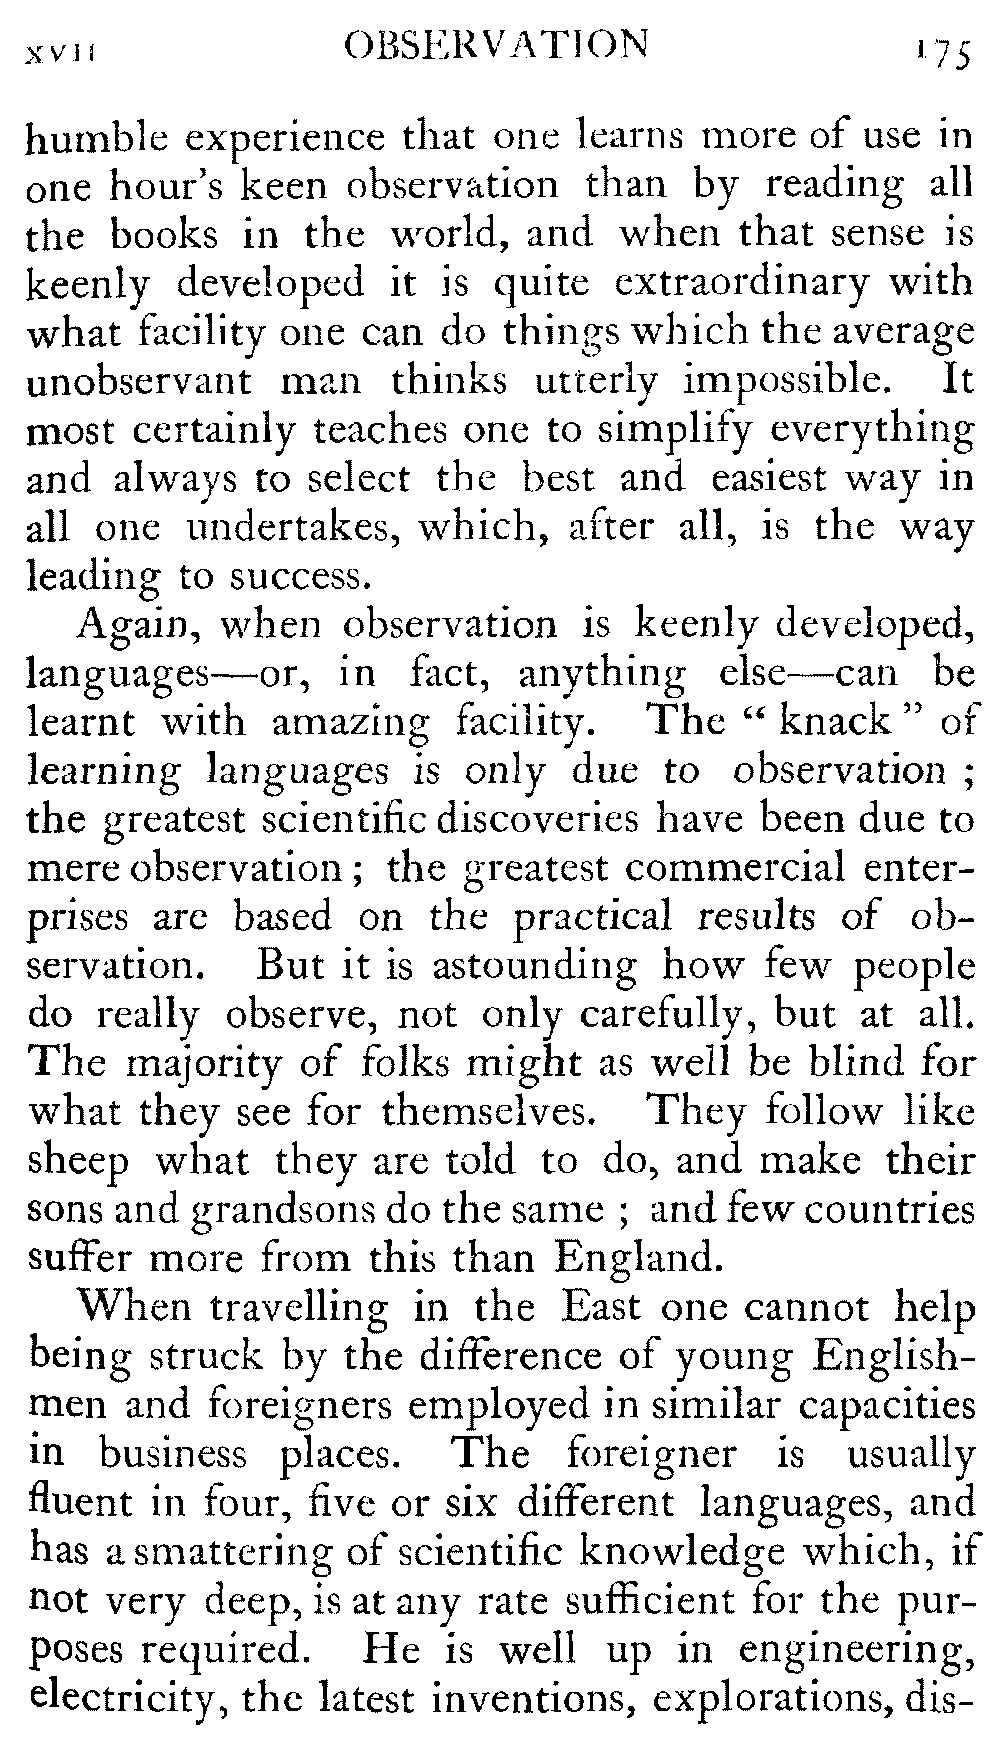 XVII OBSERVATION 175
humble experience that one learns more of use in
one hour's keen observation than by reading all
the books in the world, and when that sense is
keenly developed it is quite extraordinary with
what facility one can do things which the average
unobservant man thinks utterly impossible. It
most certainly teaches one to simplify everything
and always to select the best and easiest way in
all one undertakes, which, after all, is the way
leading to success.
Again, when observation is keenly developed,
languages—or, in fact, anything else—can be
learnt with amazing facility. The “ knack ” of
learning languages is only due to observation ;
the greatest scientific discoveries have been due to
mere observation ; the greatest commercial enter-
prises are based on the practical results of ob-
servation. But it is astounding how few people
do really observe, not only carefully, but at all.
The majority of folks might as well be blind for
what they see for themselves. They follow like
sheep what they are told to do, and make their
sons and grandsons do the same ; and few countries
suffer more from this than England.
When travelling in the East one cannot help
being struck by the difference of young English-
men and foreigners employed in similar capacities
in business places. The foreigner is usually
fluent in four, five or six different languages, and
has a smattering of scientific knowledge which, if
not very deep, is at any rate sufficient for the pur-
poses required. He is well up in engineering,
electricity, the latest inventions, explorations, dis-